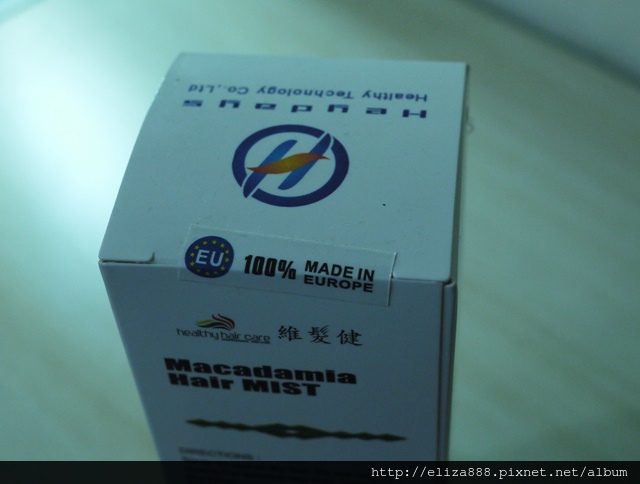 Heydays
Healthy Technology Co., Ltd
EU
100% MADE IN
EUROPE
healthy hair care 維髮健
Macadamia
Hair MIST
DIRECTIONS :
http://eliza888.pixnet.net/album